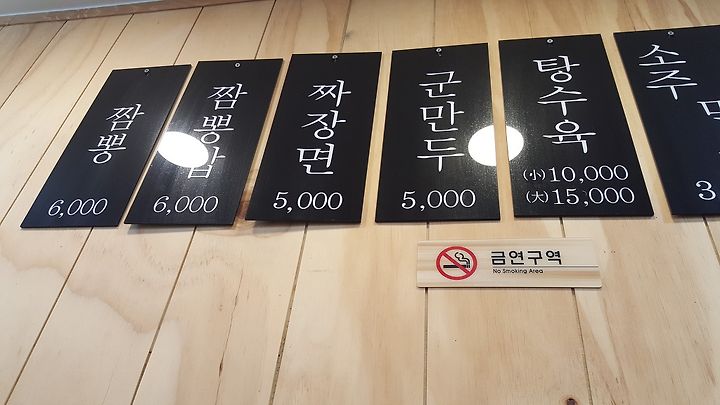 짬뽕
6,000
짬뽕밥
6,000
짜장면
5,000
군만두
5,000
탕수육
(小) 10,000
(大) 15,000
소주
3
금연구역
No Smoking Area